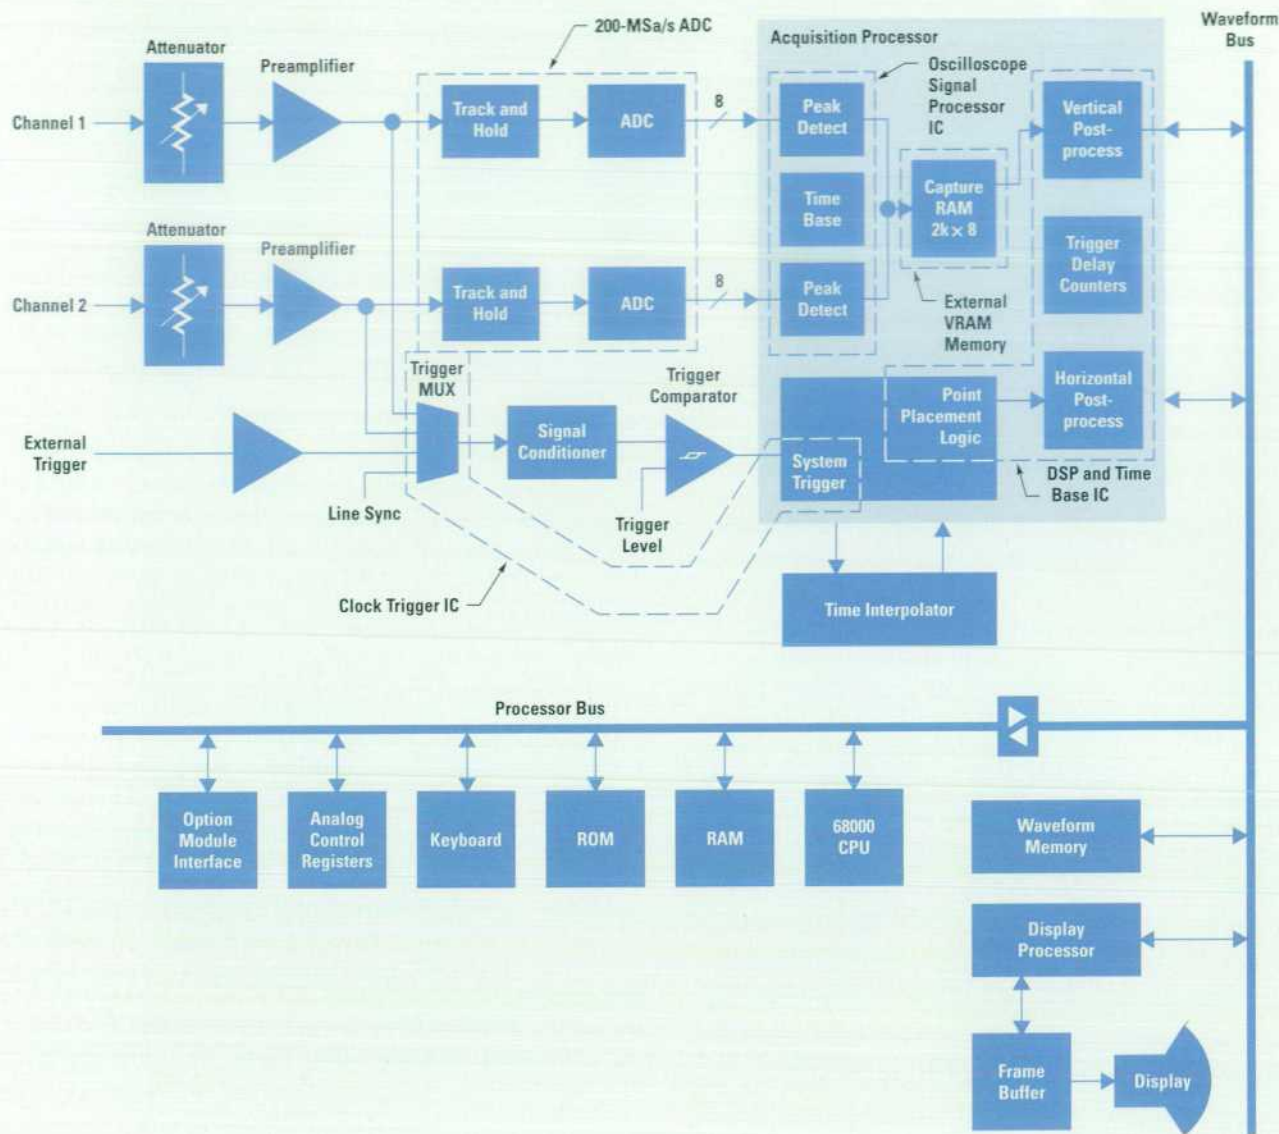 200-MSa/s ADC
Waveform
Bus
Acquisition Processor
Attenuator
Preamplifier
Oscilloscope
Signal
Processor
IC
Channel 1
Track and
Hold
ADC
8
Peak
Detect
Vertical
Post-
process
Time
Base
Capture
RAM
2k × 8
Trigger
Delay
Counters
Attenuator
Preamplifier
Channel 2
Track and
Hold
ADC
8
Peak
Detect
External
VRAM
Memory
Trigger
MUX
Trigger
Comparator
External
Trigger
Signal
Conditioner
System
Trigger
Point
Placement
Logic
Horizontal
Post-
process
Line Sync
Trigger
Level
DSP and Time
Base IC
Clock Trigger IC
Time Interpolator
Processor Bus
Option
Module
Interface
Analog
Control
Registers
Keyboard
ROM
RAM
68000
CPU
Waveform
Memory
Display
Processor
Frame
Buffer
Display